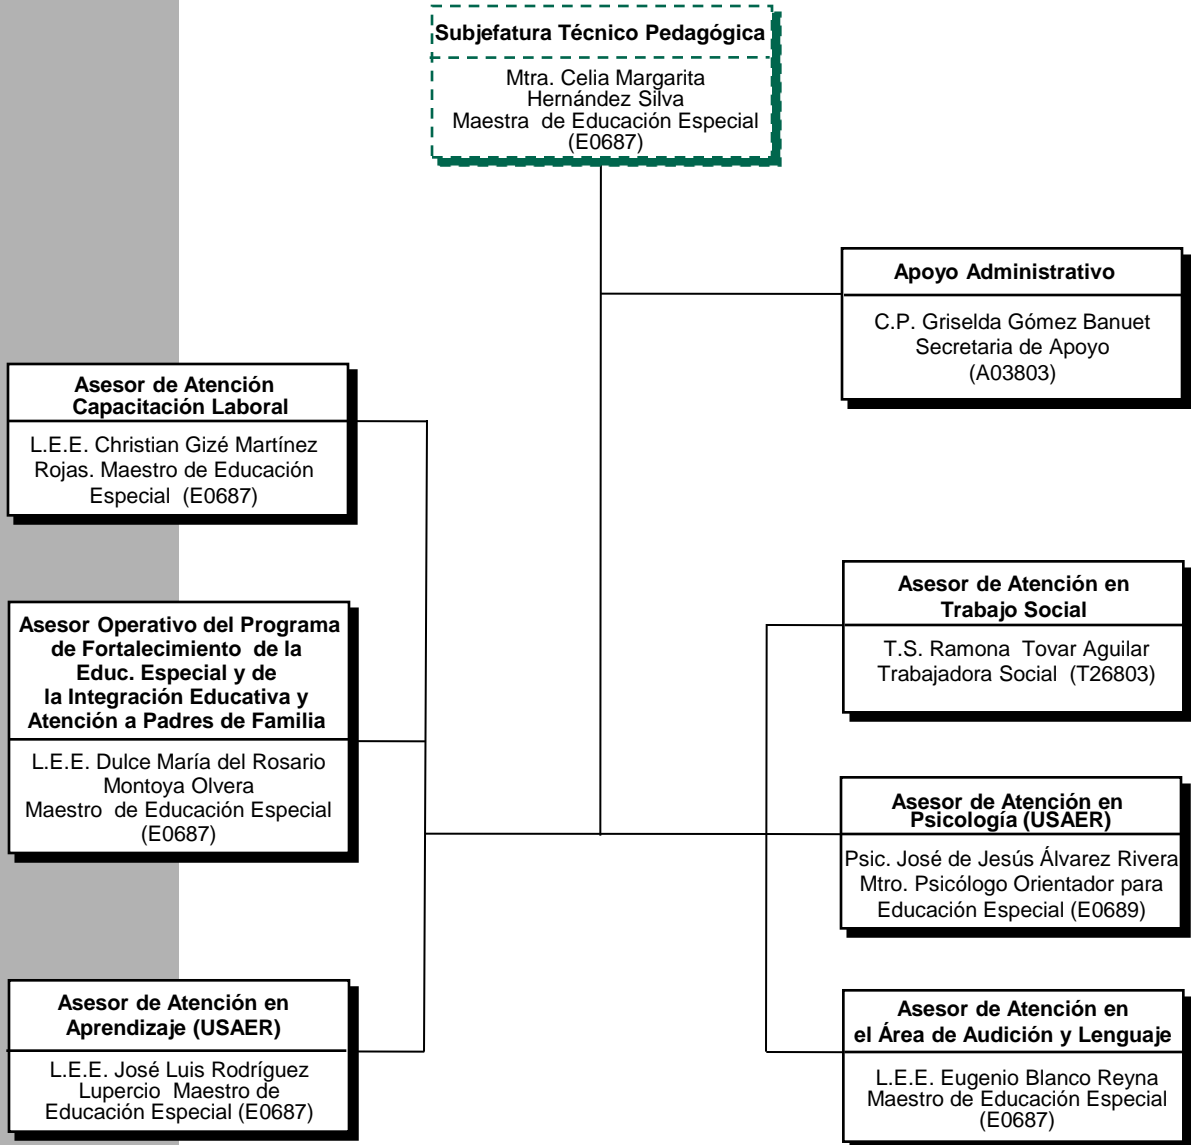 Subjefatura Técnico Pedagógica
Mtra. Celia Margarita
Hernández Silva
Maestra de Educación Especial
(E0687)
Apoyo Administrativo
C.P. Griselda Gómez Banuet
Secretaria de Apoyo
(A03803)
Asesor de Atención
Capacitación Laboral
L.E.E. Christian Gizé Martínez
Rojas. Maestro de Educación
Especial (E0687)
Asesor de Atención en
Trabajo Social
T.S. Ramona Tovar Aguilar
Trabajadora Social (T26803)
Asesor Operativo del Programa
de Fortalecimiento de la
Educ. Especial y de
la Integración Educativa y
Atención a Padres de Familia
L.E.E. Dulce María del Rosario
Montoya Olvera
Maestro de Educación Especial
(E0687)
Asesor de Atención en
Psicología (USAER)
Psic. José de Jesús Álvarez Rivera
Mtro. Psicólogo Orientador para
Educación Especial (E0689)
Asesor de Atención en
Aprendizaje (USAER)
L.E.E. José Luis Rodríguez
Lupercio Maestro de
Educación Especial (E0687)
Asesor de Atención en
el Área de Audición y Lenguaje
L.E.E. Eugenio Blanco Reyna
Maestro de Educación Especial
(E0687)